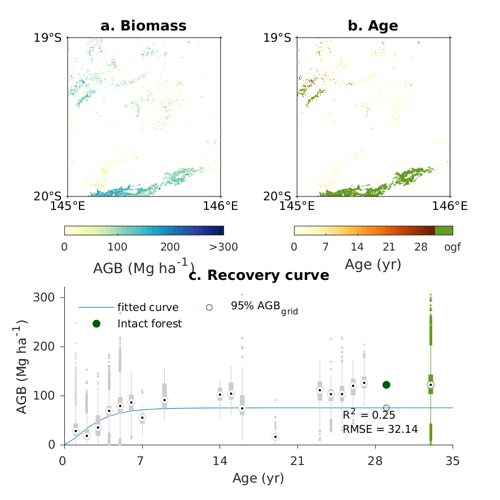 a. Biomass
b. Age
19°S
20°S
145°E
146°E
19°S
20°S
145°E
146°E
0
100
200
>300
AGB (Mg ha-1)
0
7
14
21
28
ogf
Age (yr)
c. Recovery curve
AGB (Mg ha-1)
300
200
100
0
fitted curve
Intact forest
95% AGBgrid
R2 = 0.25
RMSE = 32.14
0
7
14
21
28
35
Age (yr)